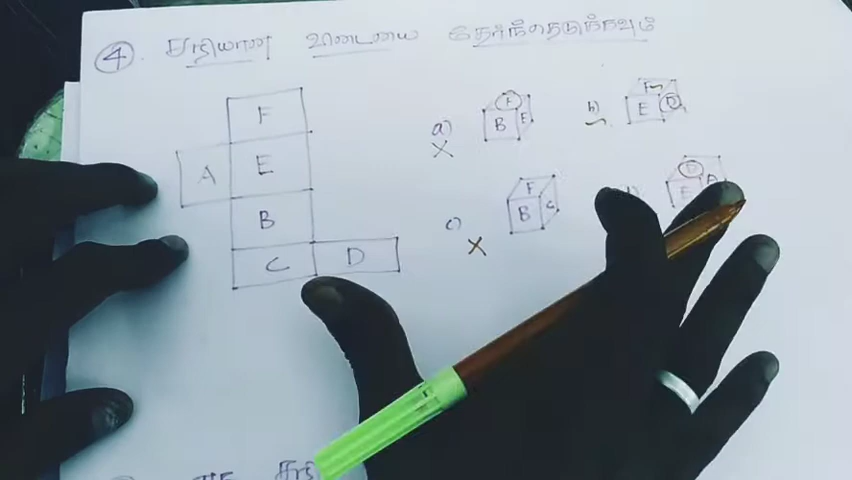 ④. சரியான விடையை தேர்ந்தெடுக்கவும்
F
A E
B
C D
a) F B E
b) F E D
c) F B C
D E A